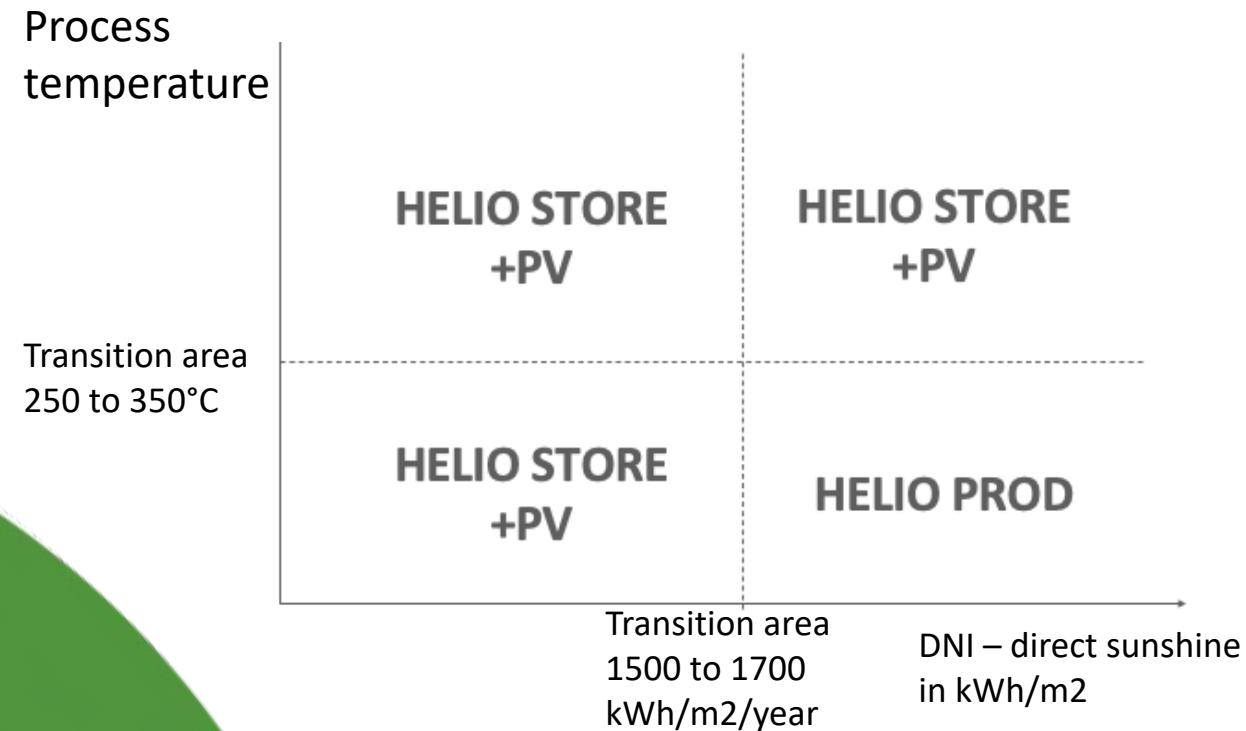 Process
temperature
HELIO STORE
+PV
HELIO STORE
+PV
Transition area
250 to 350°C
HELIO STORE
+PV
HELIO PROD
Transition area
1500 to 1700
kWh/m2/year
DNI – direct sunshine
in kWh/m2